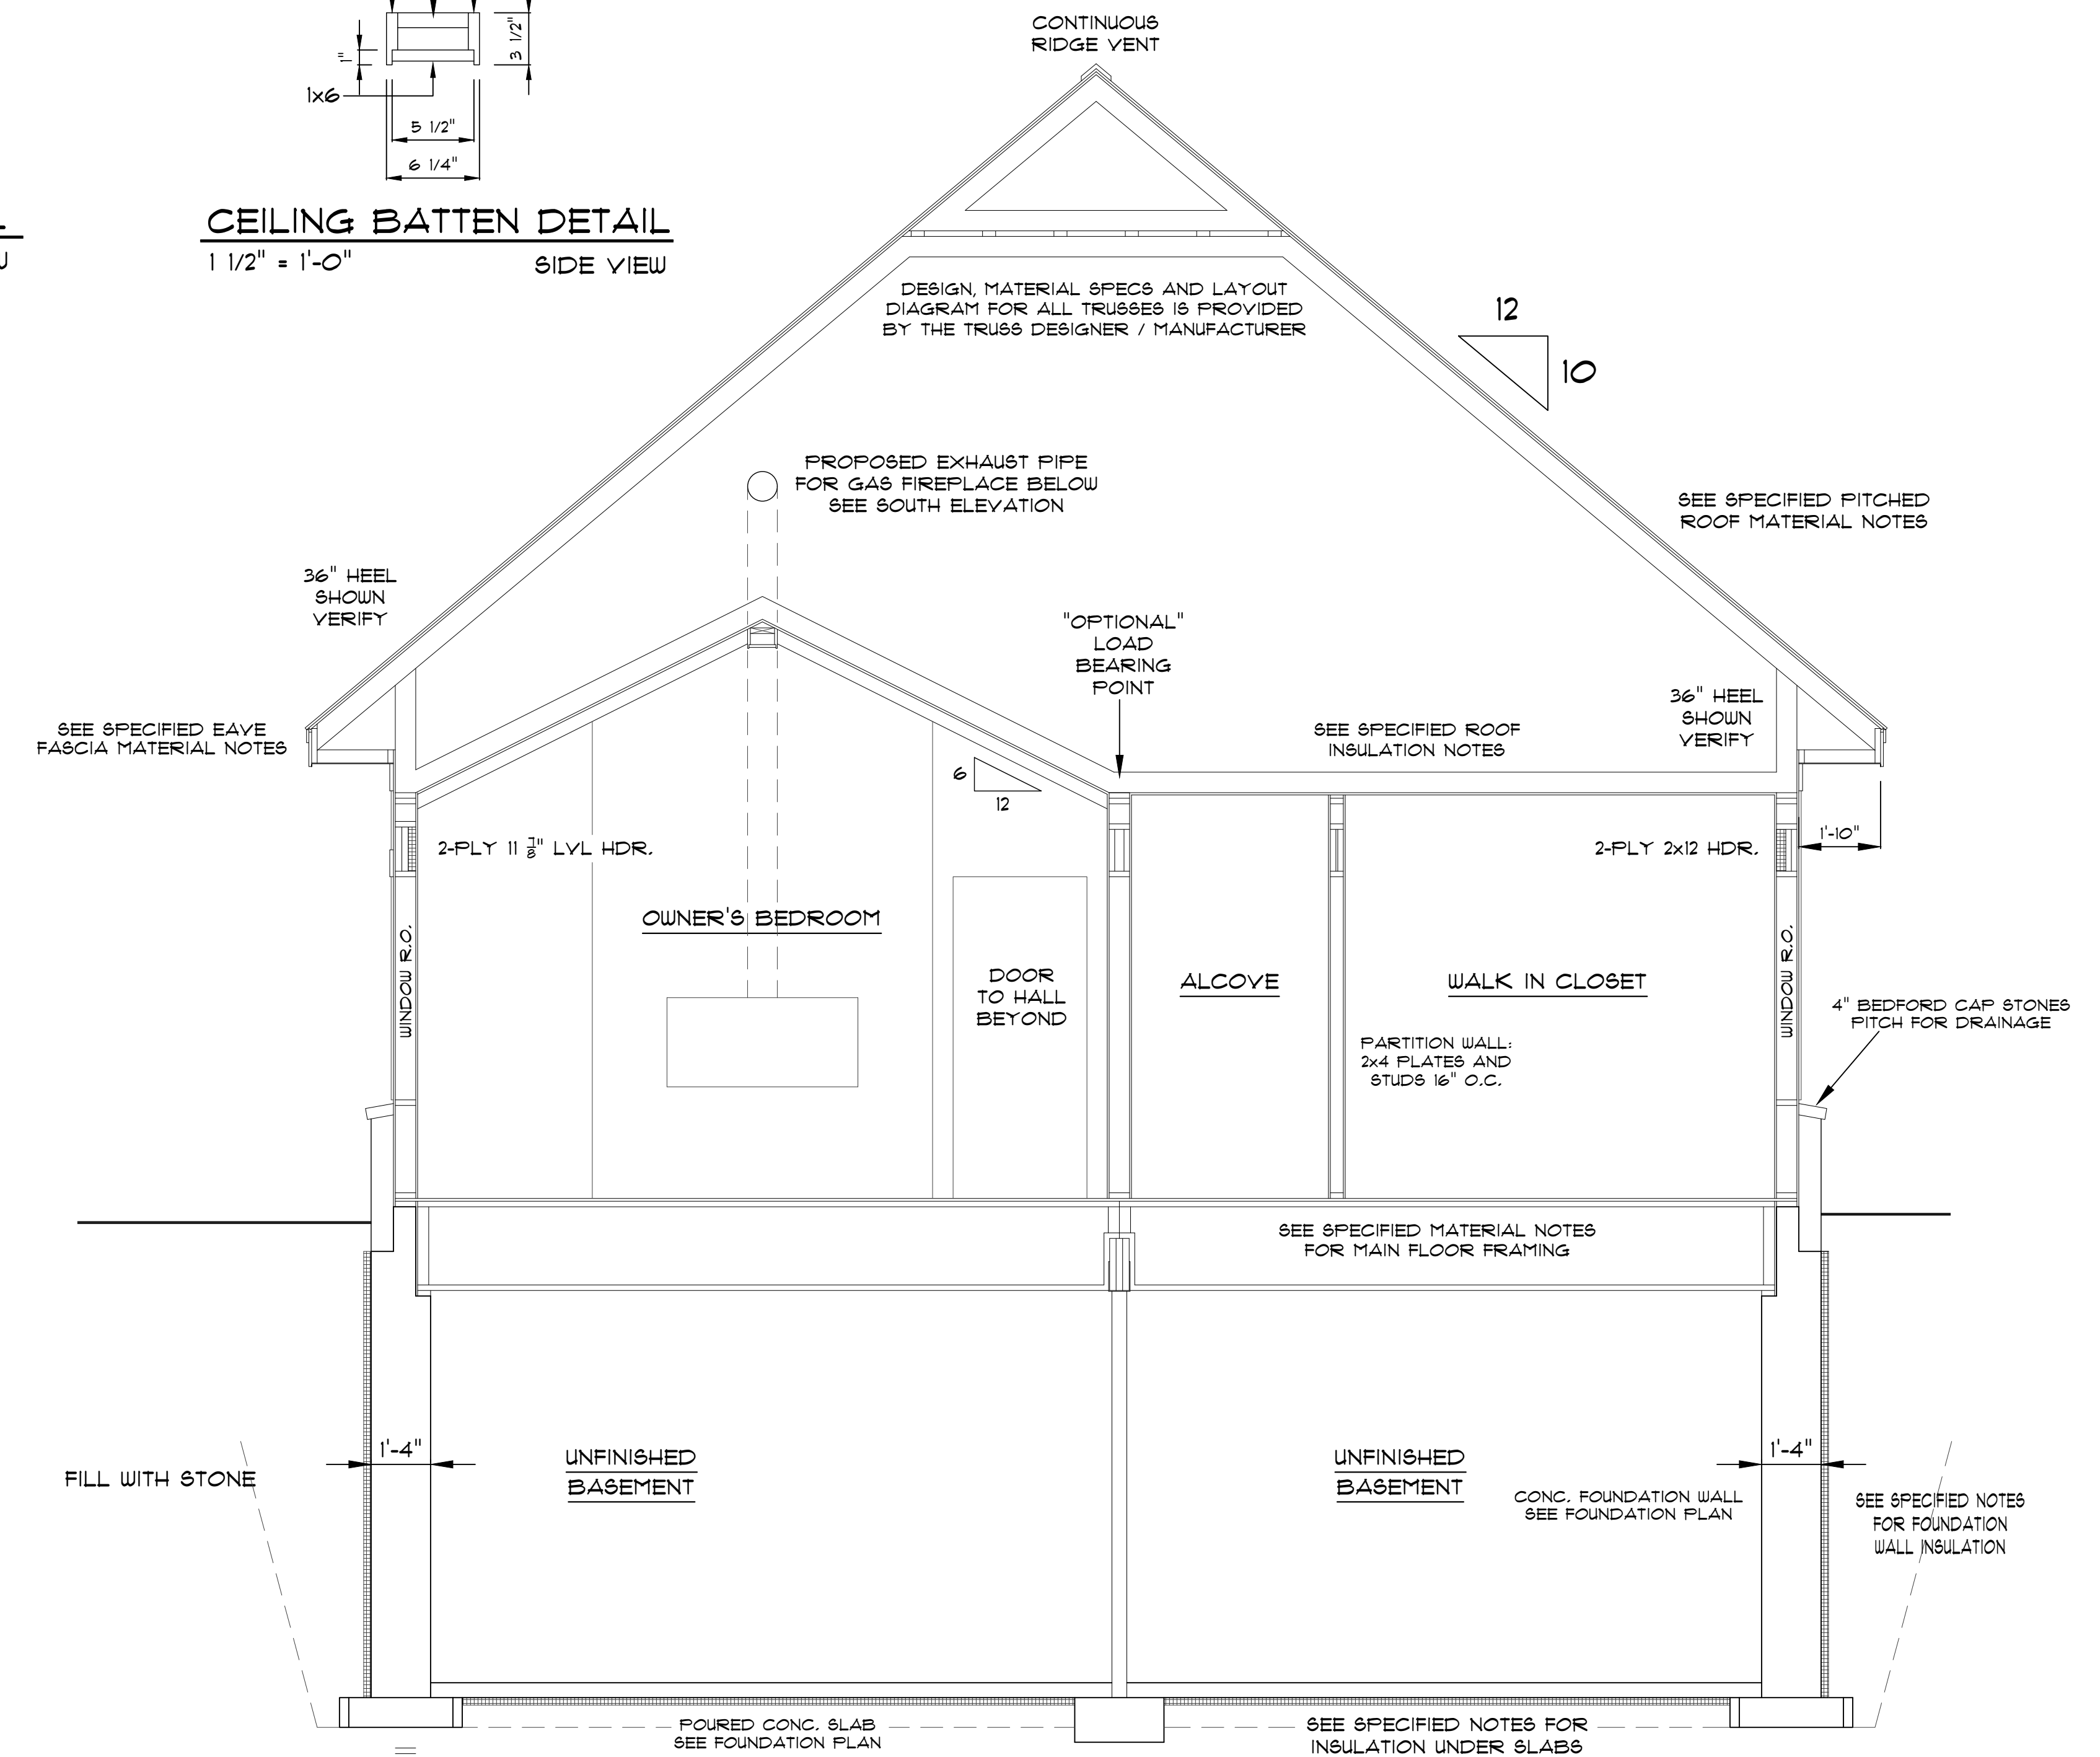 1"
3 1/2"
1x6
5 1/2"
6 1/4"
CEILING BATTEN DETAIL
1 1/2" = 1'-0"
SIDE VIEW
CONTINUOUS
RIDGE VENT
DESIGN, MATERIAL SPECS AND LAYOUT
DIAGRAM FOR ALL TRUSSES IS PROVIDED
BY THE TRUSS DESIGNER / MANUFACTURER
12
10
PROPOSED EXHAUST PIPE
FOR GAS FIREPLACE BELOW
SEE SOUTH ELEVATION
SEE SPECIFIED PITCHED
ROOF MATERIAL NOTES
36" HEEL
SHOWN
VERIFY
"OPTIONAL"
LOAD
BEARING
POINT
36" HEEL
SHOWN
VERIFY
SEE SPECIFIED EAVE
FASCIA MATERIAL NOTES
SEE SPECIFIED ROOF
INSULATION NOTES
6
12
2-PLY 11 7/8" LVL HDR.
2-PLY 2x12 HDR.
1'-10"
OWNER'S BEDROOM
WINDOW R.O.
DOOR
TO HALL
BEYOND
ALCOVE
WALK IN CLOSET
WINDOW R.O.
4" BEDFORD CAP STONES
PITCH FOR DRAINAGE
PARTITION WALL:
2x4 PLATES AND
STUDS 16" O.C.
SEE SPECIFIED MATERIAL NOTES
FOR MAIN FLOOR FRAMING
1'-4"
FILL WITH STONE
UNFINISHED
BASEMENT
UNFINISHED
BASEMENT
1'-4"
CONC. FOUNDATION WALL
SEE FOUNDATION PLAN
SEE SPECIFIED NOTES
FOR FOUNDATION
WALL INSULATION
POURED CONC. SLAB
SEE FOUNDATION PLAN
SEE SPECIFIED NOTES FOR
INSULATION UNDER SLABS